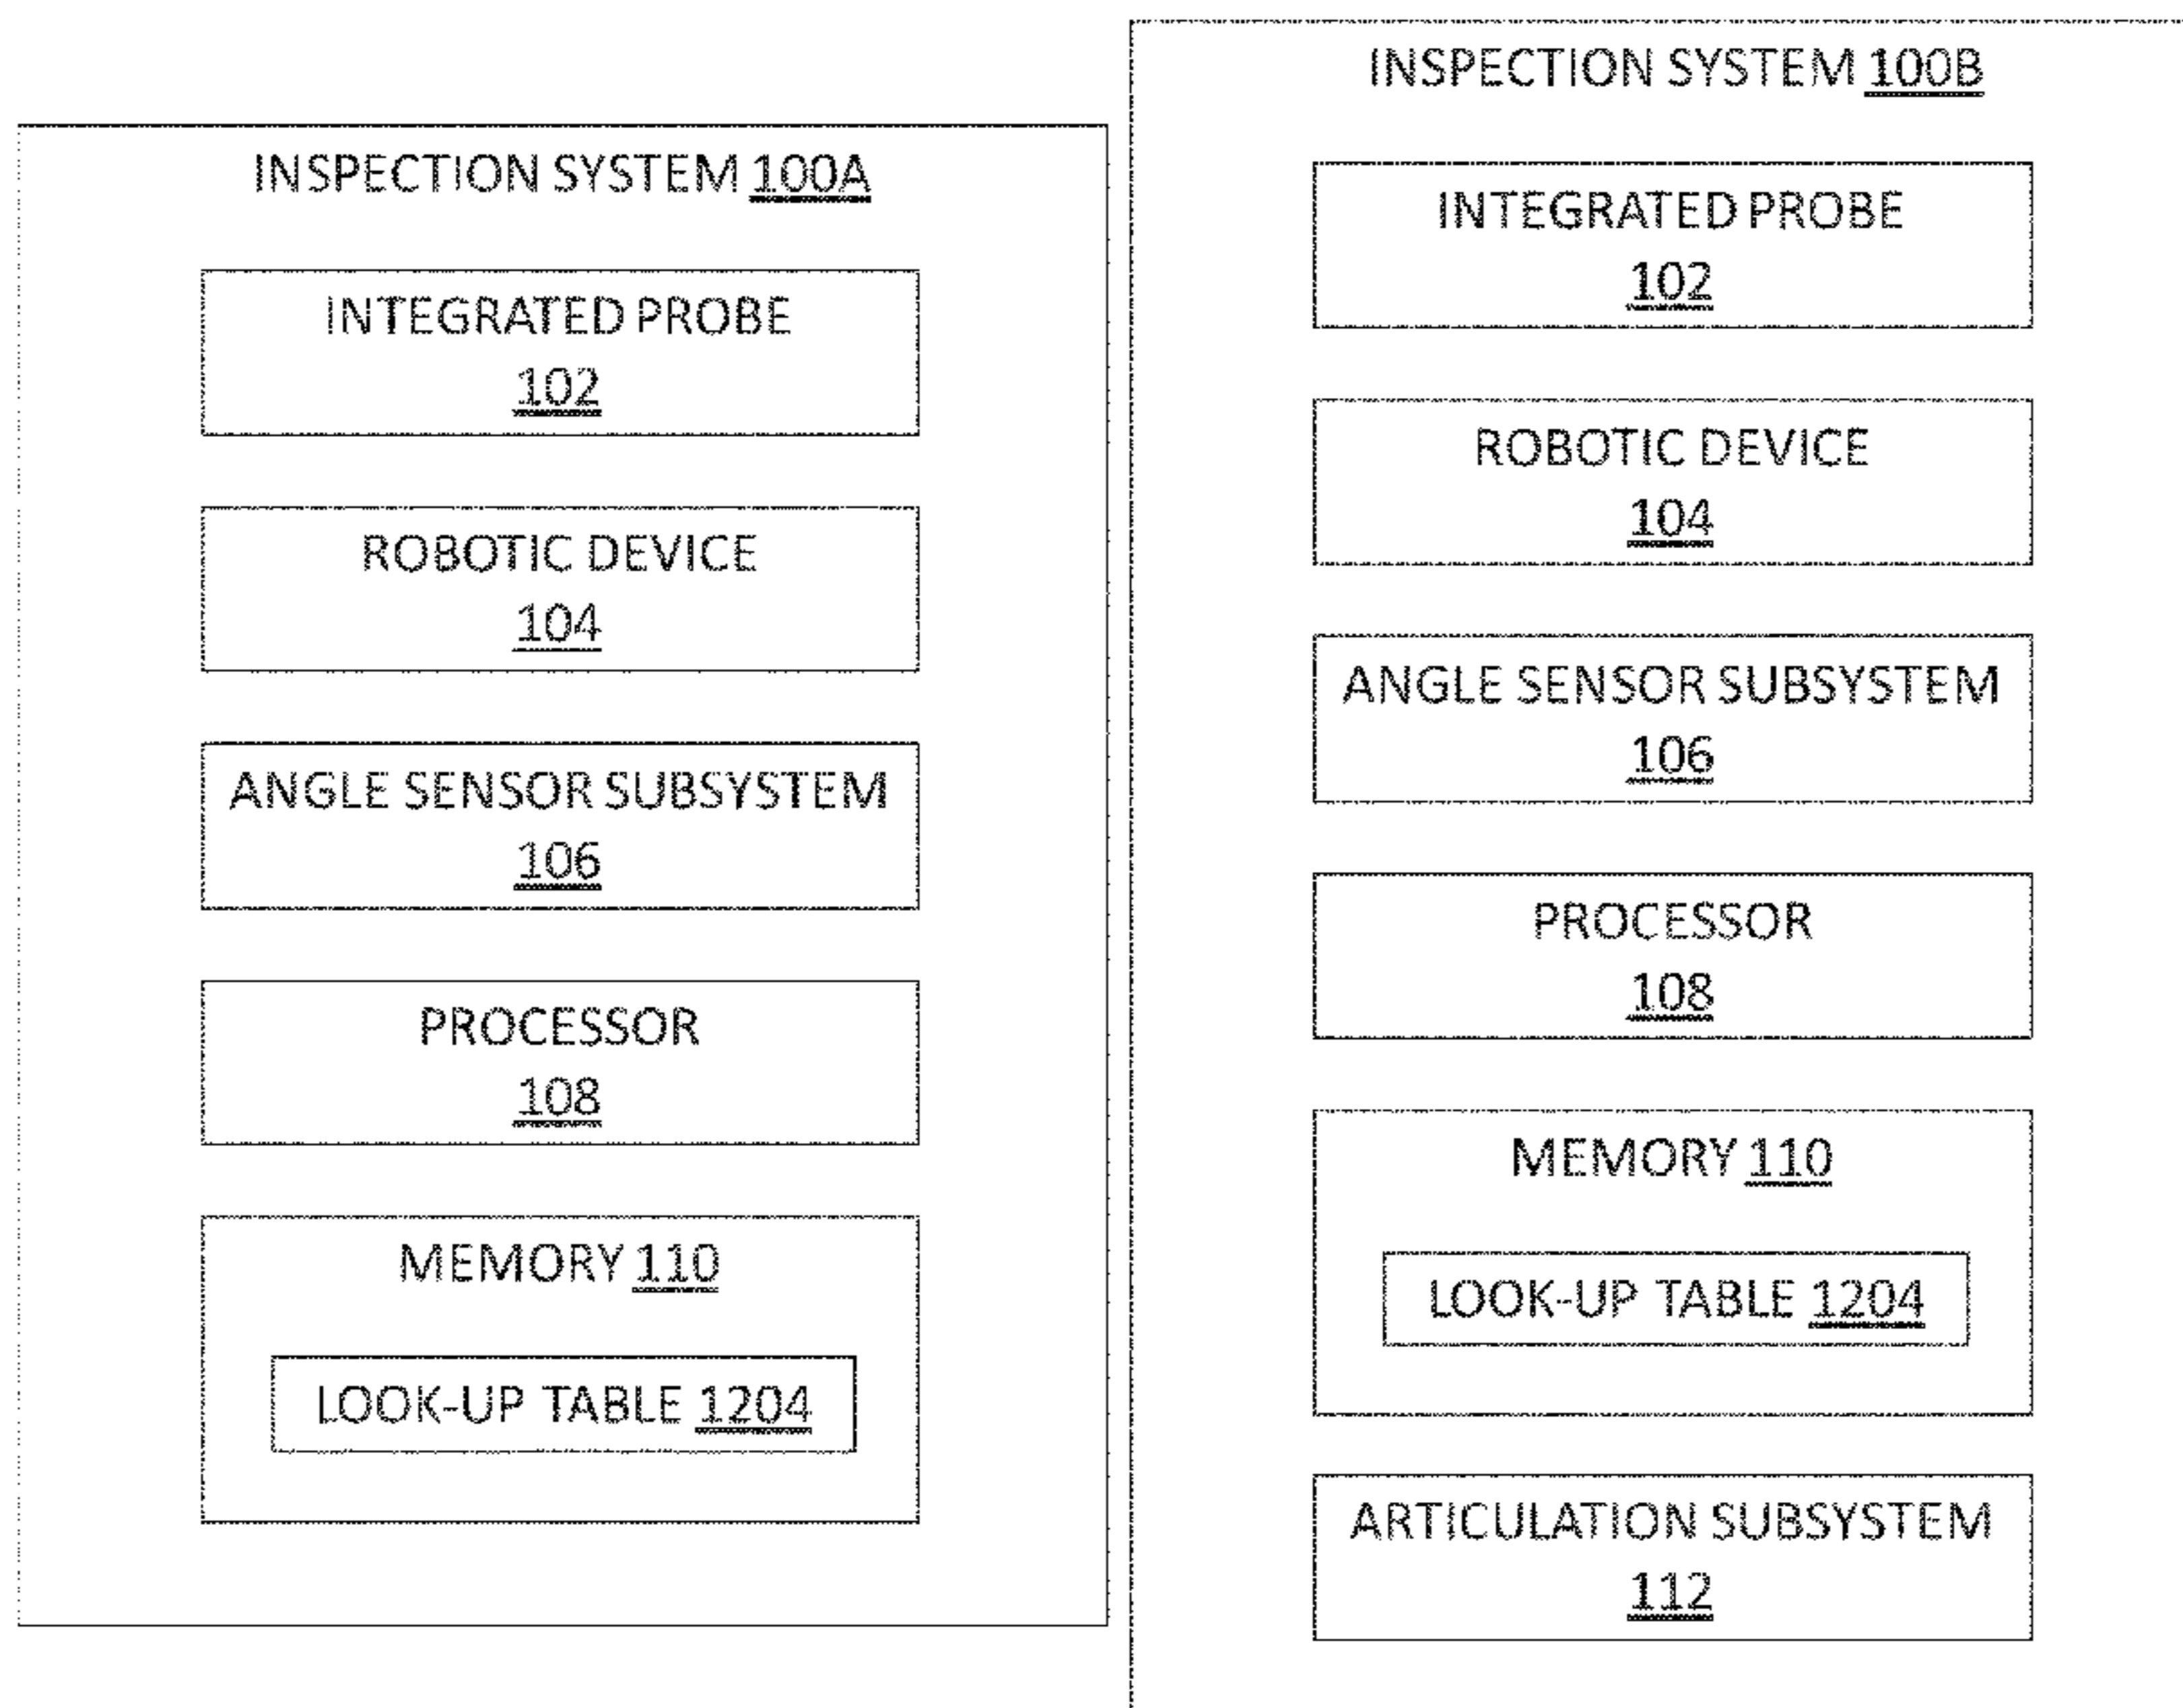 INSPECTION SYSTEM 100A
INTEGRATED PROBE
102
ROBOTIC DEVICE
104
ANGLE SENSOR SUBSYSTEM
106
PROCESSOR
108
MEMORY 110
LOOK-UP TABLE 1204
INSPECTION SYSTEM 100B
INTEGRATED PROBE
102
ROBOTIC DEVICE
104
ANGLE SENSOR SUBSYSTEM
106
PROCESSOR
108
MEMORY 110
LOOK-UP TABLE 1204
ARTICULATION SUBSYSTEM
112